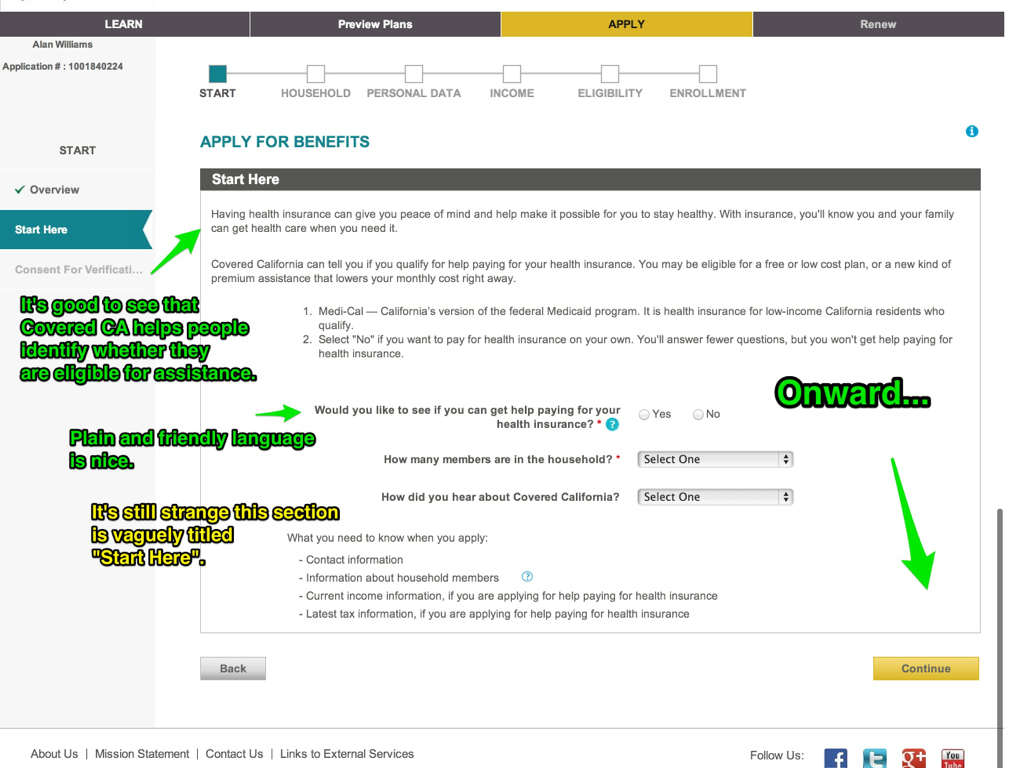 LEARN
Preview Plans
APPLY
Renew
Alan Williams
Application # : 1001840224
START
HOUSEHOLD
PERSONAL DATA
INCOME
ELIGIBILITY
ENROLLMENT
START
Overview
Start Here
Consent For Verificati...
APPLY FOR BENEFITS
Start Here
Having health insurance can give you peace of mind and help make it possible for you to stay healthy. With insurance, you'll know you and your family
can get health care when you need it.
Covered California can tell you if you qualify for help paying for your health insurance. You may be eligible for a free or low cost plan, or a new kind of
premium assistance that lowers your monthly cost right away.
1. Medi-Cal — California's version of the federal Medicaid program. It is health insurance for low-income California residents who
qualify.
2. Select "No" if you want to pay for health insurance on your own. You'll answer fewer questions, but you won't get help paying for
health insurance.
It's good to see that
Covered CA helps people
identify whether they
are eligible for assistance.
Onward...
Would you like to see if you can get help paying for your
health insurance? * ?
Yes
No
Plain and friendly language
is nice.
How many members are in the household? *
Select One
How did you hear about Covered California?
Select One
It's still strange this section
is vaguely titled
"Start Here".
What you need to know when you apply:
- Contact information
- Information about household members ?
- Current income information, if you are applying for help paying for health insurance
- Latest tax information, if you are applying for help paying for health insurance
Back
Continue
About Us | Mission Statement | Contact Us | Links to External Services
Follow Us:
f
t
g+
You
Tube